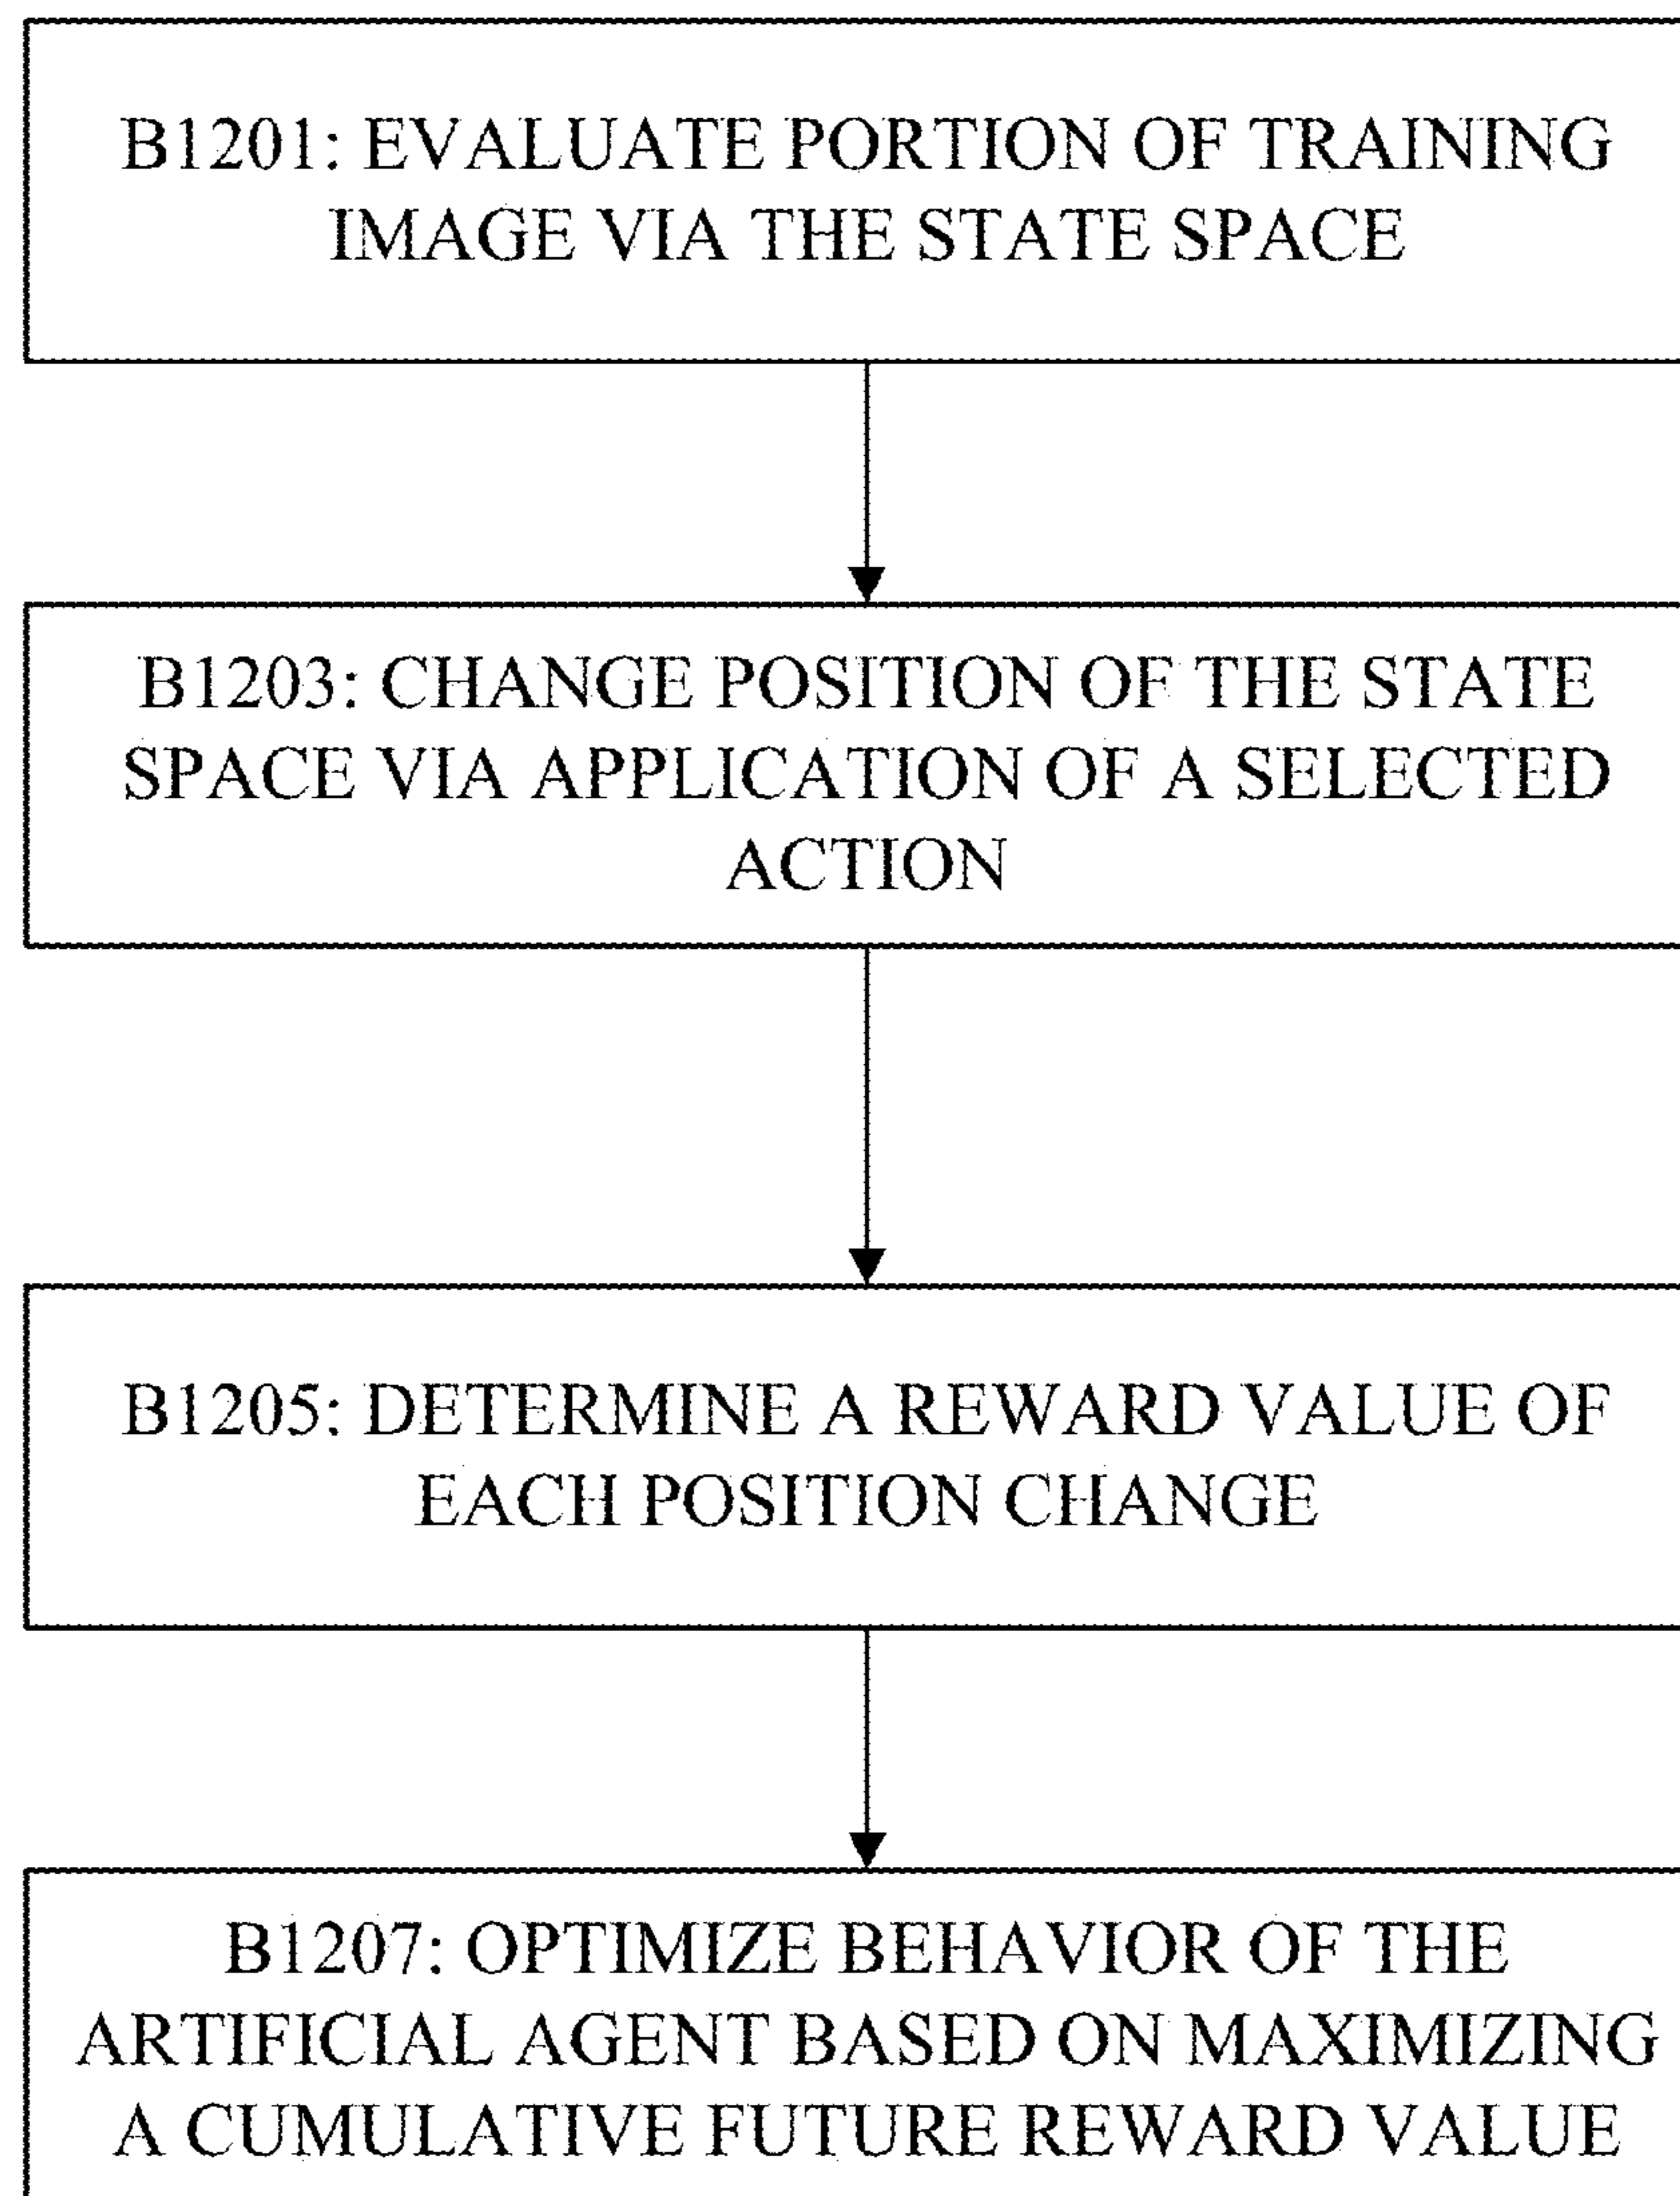 B1201: EVALUATE PORTION OF TRAINING
IMAGE VIA THE STATE SPACE
B1203: CHANGE POSITION OF THE STATE
SPACE VIA APPLICATION OF A SELECTED
ACTION
B1205: DETERMINE A REWARD VALUE OF
EACH POSITION CHANGE
B1207: OPTIMIZE BEHAVIOR OF THE
ARTIFICIAL AGENT BASED ON MAXIMIZING
A CUMULATIVE FUTURE REWARD VALUE